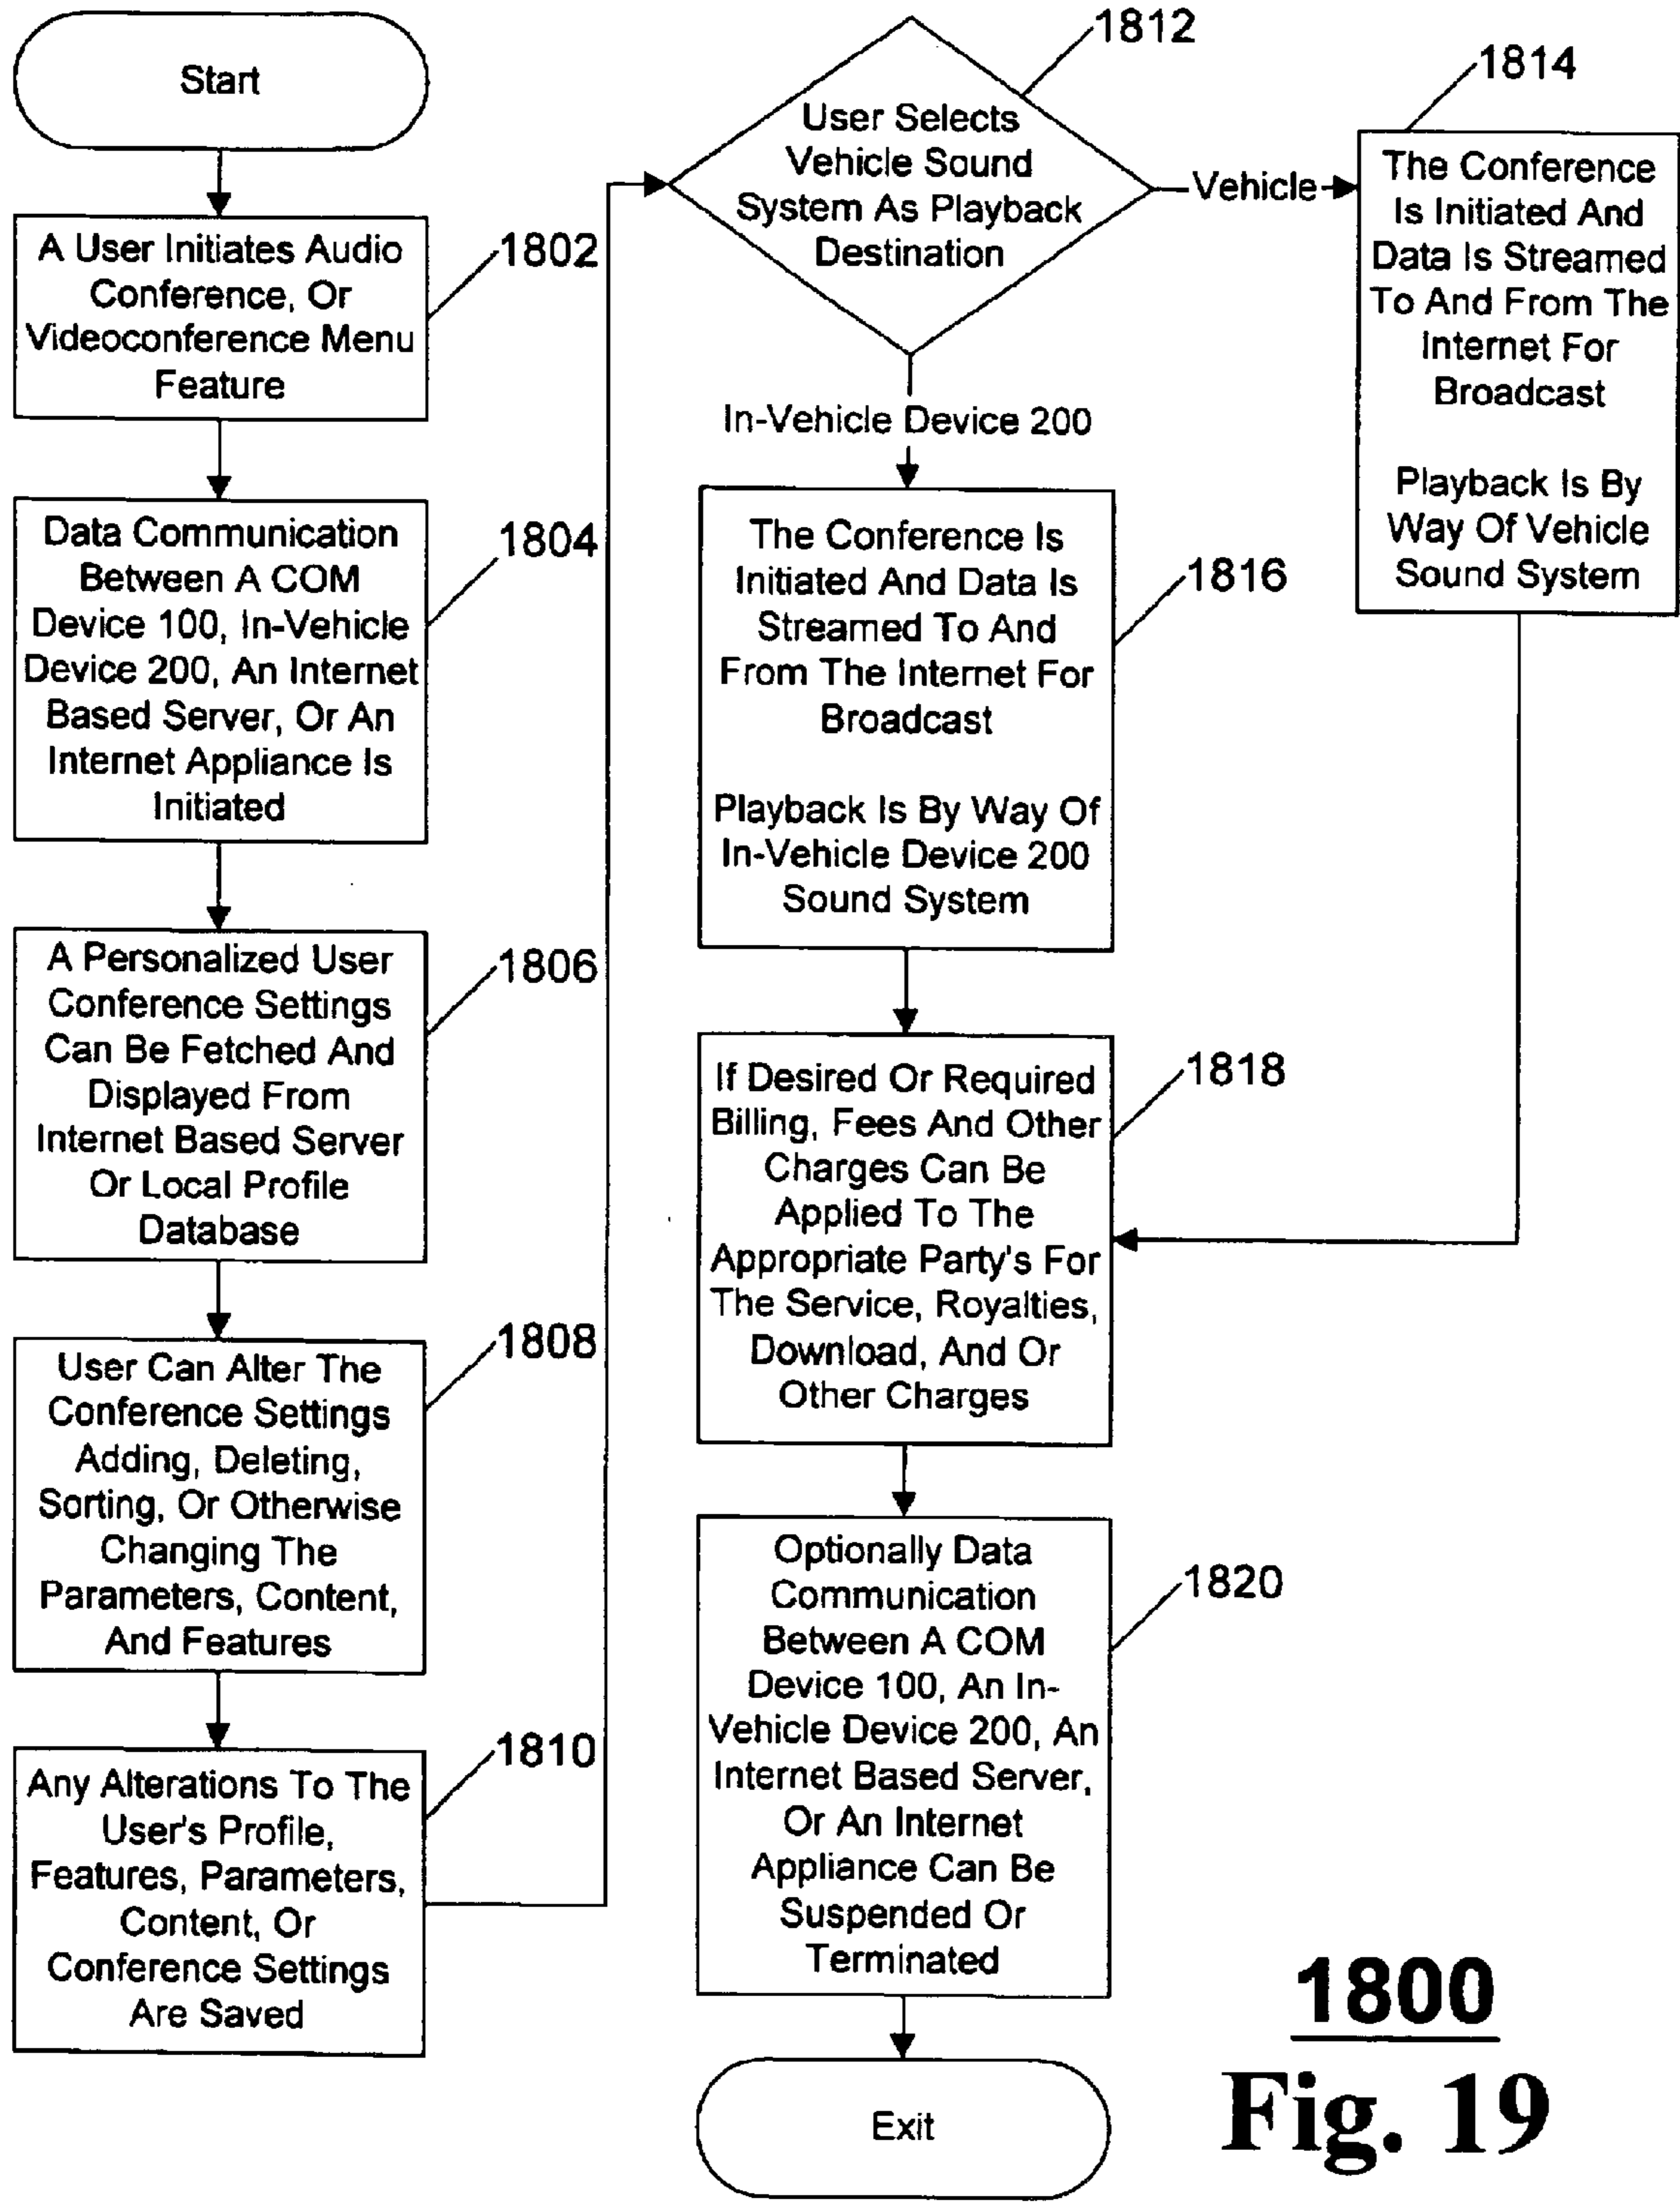 Start
A User Initiates Audio
Conference, Or
Videoconference Menu
Feature
1802
Data Communication
Between A COM
Device 100, In-Vehicle
Device 200, An Internet
Based Server, Or An
Internet Appliance Is
Initiated
1804
A Personalized User
Conference Settings
Can Be Fetched And
Displayed From
Internet Based Server
Or Local Profile
Database
1806
User Can Alter The
Conference Settings
Adding, Deleting,
Sorting, Or Otherwise
Changing The
Parameters, Content,
And Features
1808
Any Alterations To The
User's Profile,
Features, Parameters,
Content, Or
Conference Settings
Are Saved
1810
User Selects
Vehicle Sound
System As Playback
Destination
1812
Vehicle
The Conference
Is Initiated And
Data Is Streamed
To And From The
Internet For
Broadcast
Playback Is By
Way Of Vehicle
Sound System
1814
In-Vehicle Device 200
The Conference Is
Initiated And Data Is
Streamed To And
From The Internet For
Broadcast
Playback Is By Way Of
In-Vehicle Device 200
Sound System
1816
If Desired Or Required
Billing, Fees And Other
Charges Can Be
Applied To The
Appropriate Party's For
The Service, Royalties,
Download, And Or
Other Charges
1818
Optionally Data
Communication
Between A COM
Device 100, An In-
Vehicle Device 200, An
Internet Based Server,
Or An Internet
Appliance Can Be
Suspended Or
Terminated
1820
Exit
1800
Fig. 19